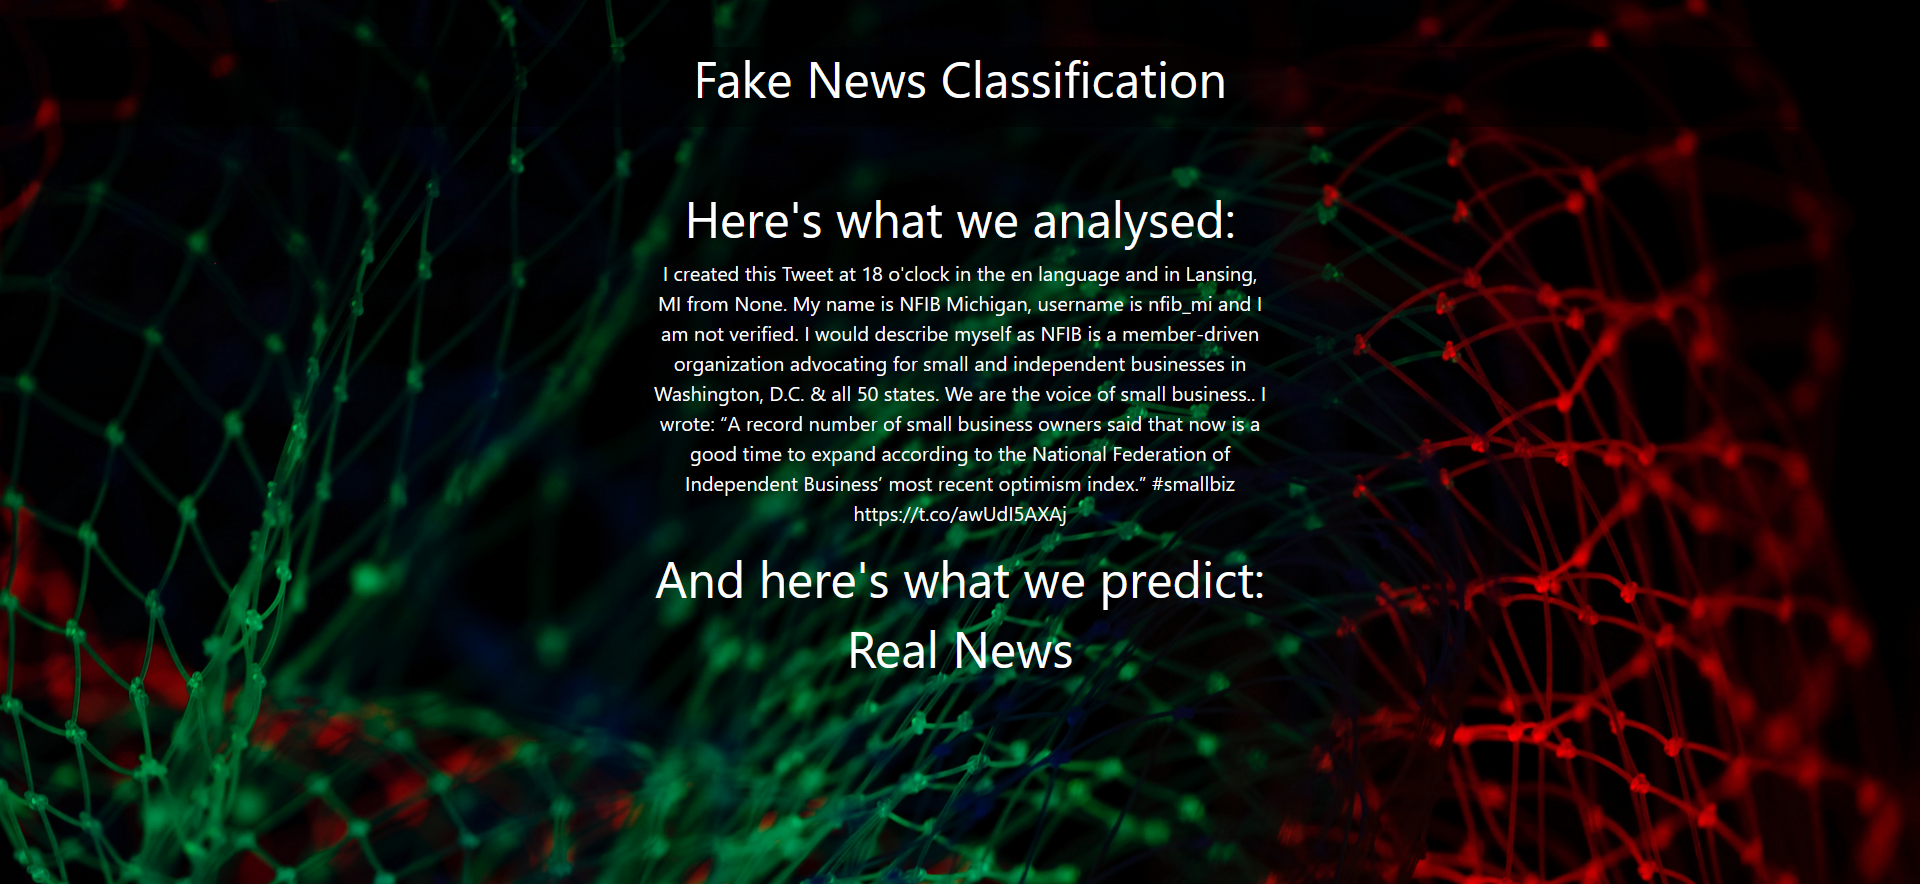 Fake News Classification
Here's what we analysed:
I created this Tweet at 18 o'clock in the en language and in Lansing,
MI from None. My name is NFIB Michigan, username is nfib_mi and I
am not verified. I would describe myself as NFIB is a member-driven
organization advocating for small and independent businesses in
Washington, D.C. & all 50 states. We are the voice of small business.. I
wrote: “A record number of small business owners said that now is a
good time to expand according to the National Federation of
Independent Business’ most recent optimism index.” #smallbiz
https://t.co/awUdI5AXAj
And here's what we predict:
Real News